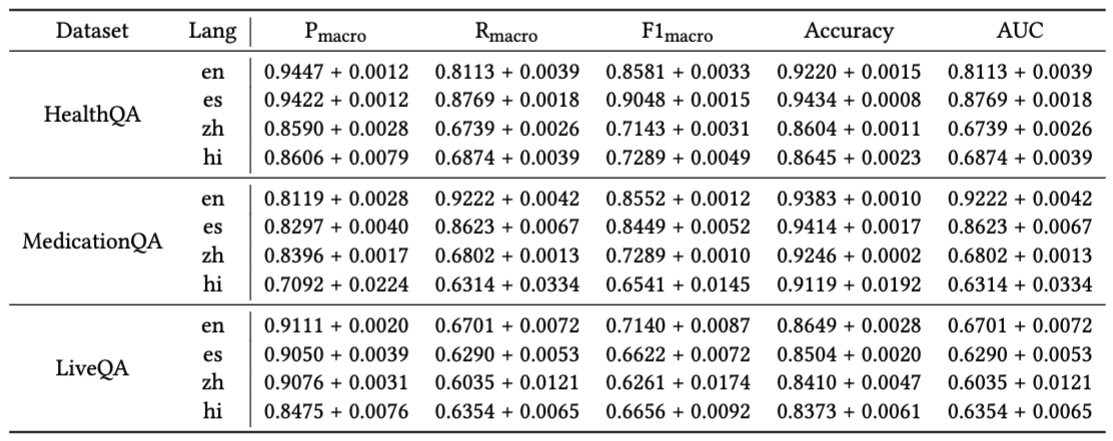 Dataset Lang P_macro R_macro F1_macro Accuracy AUC
en 0.9447 + 0.0012 0.8113 + 0.0039 0.8581 + 0.0033 0.9220 + 0.0015 0.8113 + 0.0039
es 0.9422 + 0.0012 0.8769 + 0.0018 0.9048 + 0.0015 0.9434 + 0.0008 0.8769 + 0.0018
HealthQA
zh 0.8590 + 0.0028 0.6739 + 0.0026 0.7143 + 0.0031 0.8604 + 0.0011 0.6739 + 0.0026
hi 0.8606 + 0.0079 0.6874 + 0.0039 0.7289 + 0.0049 0.8645 + 0.0023 0.6874 + 0.0039
en 0.8119 + 0.0028 0.9222 + 0.0042 0.8552 + 0.0012 0.9383 + 0.0010 0.9222 + 0.0042
es 0.8297 + 0.0040 0.8623 + 0.0067 0.8449 + 0.0052 0.9414 + 0.0017 0.8623 + 0.0067
MedicationQA
zh 0.8396 + 0.0017 0.6802 + 0.0013 0.7289 + 0.0010 0.9246 + 0.0002 0.6802 + 0.0013
hi 0.7092 + 0.0224 0.6314 + 0.0334 0.6541 + 0.0145 0.9119 + 0.0192 0.6314 + 0.0334
en 0.9111 + 0.0020 0.6701 + 0.0072 0.7140 + 0.0087 0.8649 + 0.0028 0.6701 + 0.0072
es 0.9050 + 0.0039 0.6290 + 0.0053 0.6622 + 0.0072 0.8504 + 0.0020 0.6290 + 0.0053
LiveQA
zh 0.9076 + 0.0031 0.6035 + 0.0121 0.6261 + 0.0174 0.8410 + 0.0047 0.6035 + 0.0121
hi 0.8475 + 0.0076 0.6354 + 0.0065 0.6656 + 0.0092 0.8373 + 0.0061 0.6354 + 0.0065